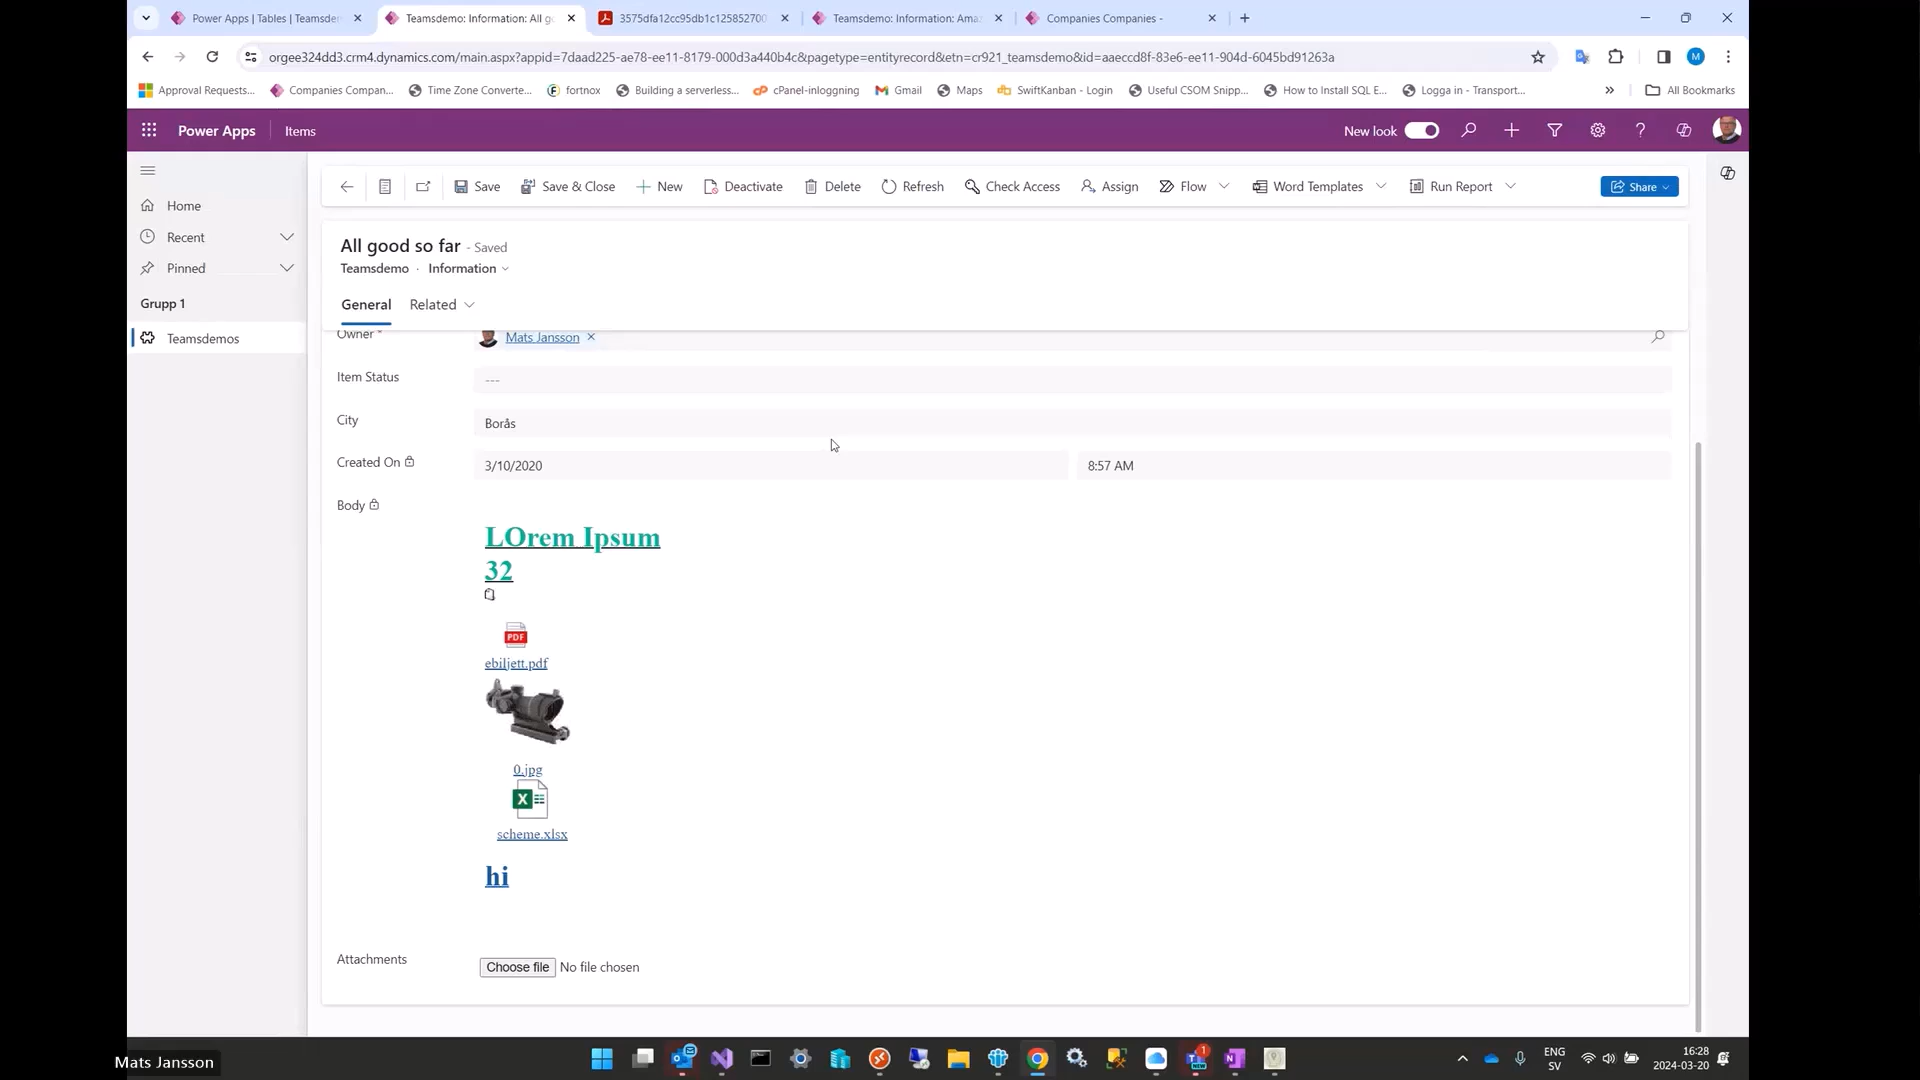 Power Apps | Tables | Teamsden
Teamsdemo: Information: All go
3575dfa12cc95db1c125852700
Teamsdemo: Information: Ama
Companies Companies -
orgee324dd3.crm4.dynamics.com/main.aspx?appid=7daad225-ae78-ee11-8179-000d3a440b4c&pagetype=entityrecord&etn=cr921_teamsdemo&id=aaeccd8f-83e6-ee11-904d-6045bd91263a
M
Approval Requests...
Companies Compan...
Time Zone Converte...
fortnox
Building a serverless...
cPanel-inloggning
Gmail
Maps
SwiftKanban - Login
Useful CSOM Snipp...
How to Install SQL E...
Logga in - Transport...
All Bookmarks
Power Apps
Items
New look
Save
Save & Close
New
Deactivate
Delete
Refresh
Check Access
Assign
Flow
Word Templates
Run Report
Share
Home
Recent
Pinned
Grupp 1
Teamsdemos
All good so far - Saved
Teamsdemo · Information
General
Related
Owner *
Mats Jansson
Item Status
---
City
Borås
Created On
3/10/2020
8:57 AM
Body
LOrem Ipsum
32
PDF
ebiljett.pdf
0.jpg
X
scheme.xlsx
hi
Attachments
Choose file No file chosen
Mats Jansson
NEW
1
ENG
SV
16:28
2024-03-20